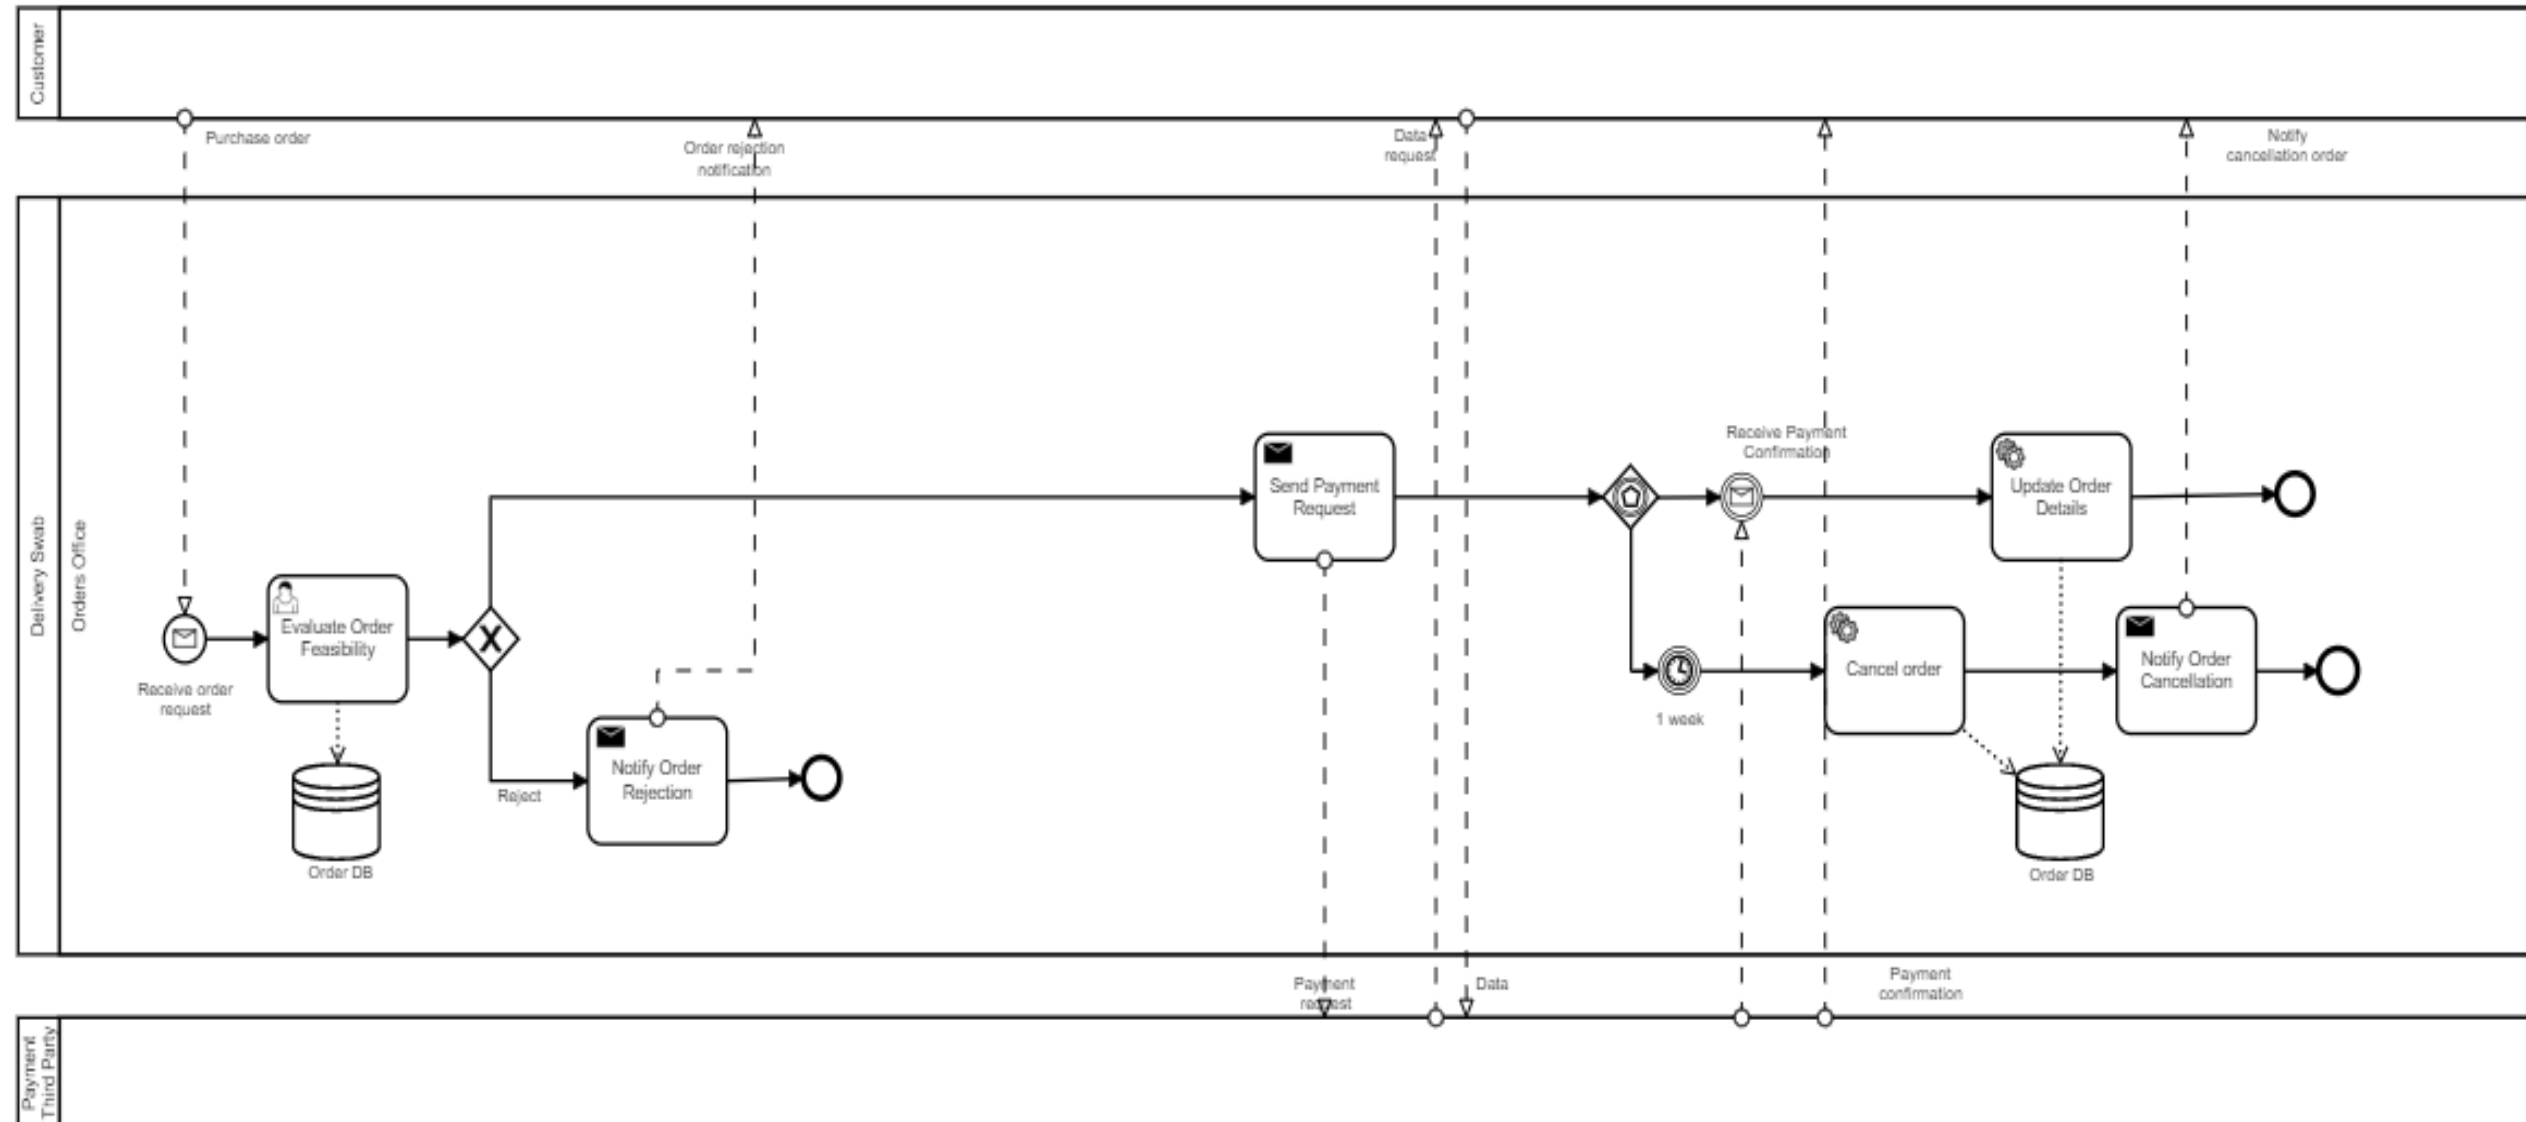 Customer
Purchase order
Order rejection
notification
Data
request
Notify
cancellation order
Delivery Swab
Orders Office
Receive order
request
Evaluate Order
Feasibility
Order DB
Reject
Notify Order
Rejection
Send Payment
Request
Receive Payment
Confirmation
1 week
Update Order
Details
Cancel order
Notify Order
Cancellation
Order DB
Payment
request
Data
Payment
confirmation
Payment
Third Party